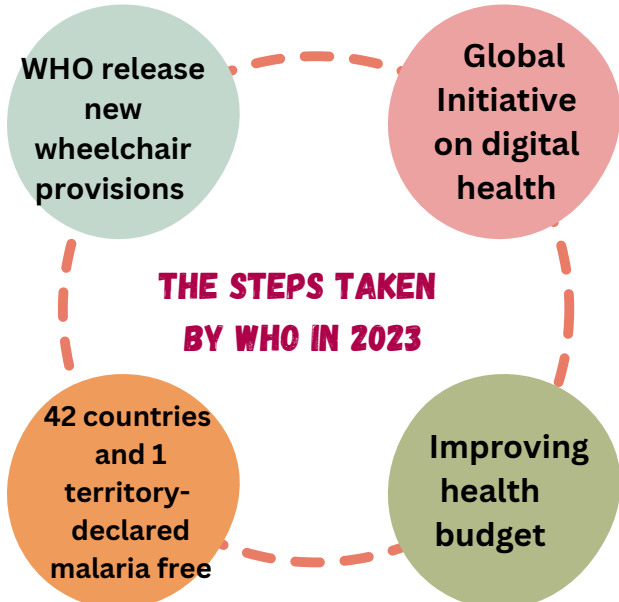 WHO release
new
wheelchair
provisions
Global
Initiative
on digital
health
THE STEPS TAKEN
BY WHO IN 2023
42 countries
and 1
territory-
declared
malaria free
Improving
health
budget